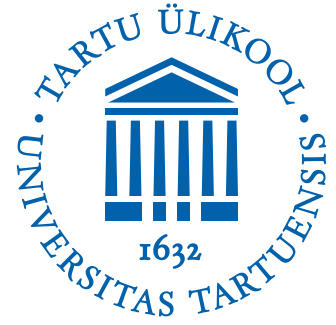 TARTU ÜLIKOOL
UNIVERSITAS TARTUENSIS
1632